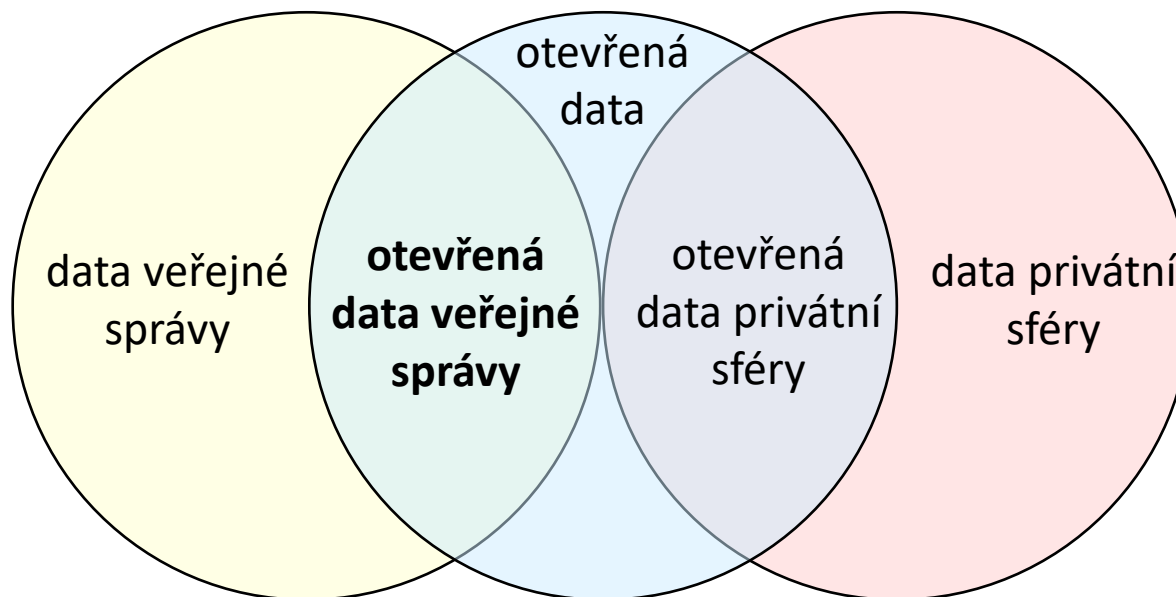 otevřená
data
data veřejné
správy
otevřená
data veřejné
správy
otevřená
data privátní
sféry
data privátní
sféry